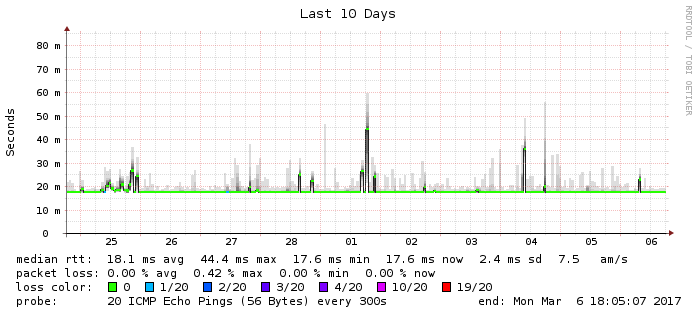 Last 10 Days
RRDTOOL / TOBI OETIKER
Seconds
80 m
70 m
60 m
50 m
40 m
30 m
20 m
10 m
0
25 26 27 28 01 02 03 04 05 06
median rtt: 18.1 ms avg 44.4 ms max 17.6 ms min 17.6 ms now 2.4 ms sd 7.5 am/s
packet loss: 0.00 % avg 0.42 % max 0.00 % min 0.00 % now
loss color: 0 1/20 2/20 3/20 4/20 10/20 19/20
probe: 20 ICMP Echo Pings (56 Bytes) every 300s end: Mon Mar 6 18:05:07 2017